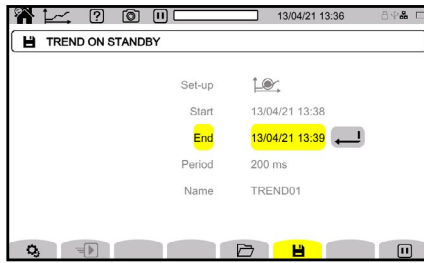 13/04/21 13:36
TREND ON STANDBY
Set-up
Start 13/04/21 13:38
End 13/04/21 13:39
Period 200 ms
Name TREND01